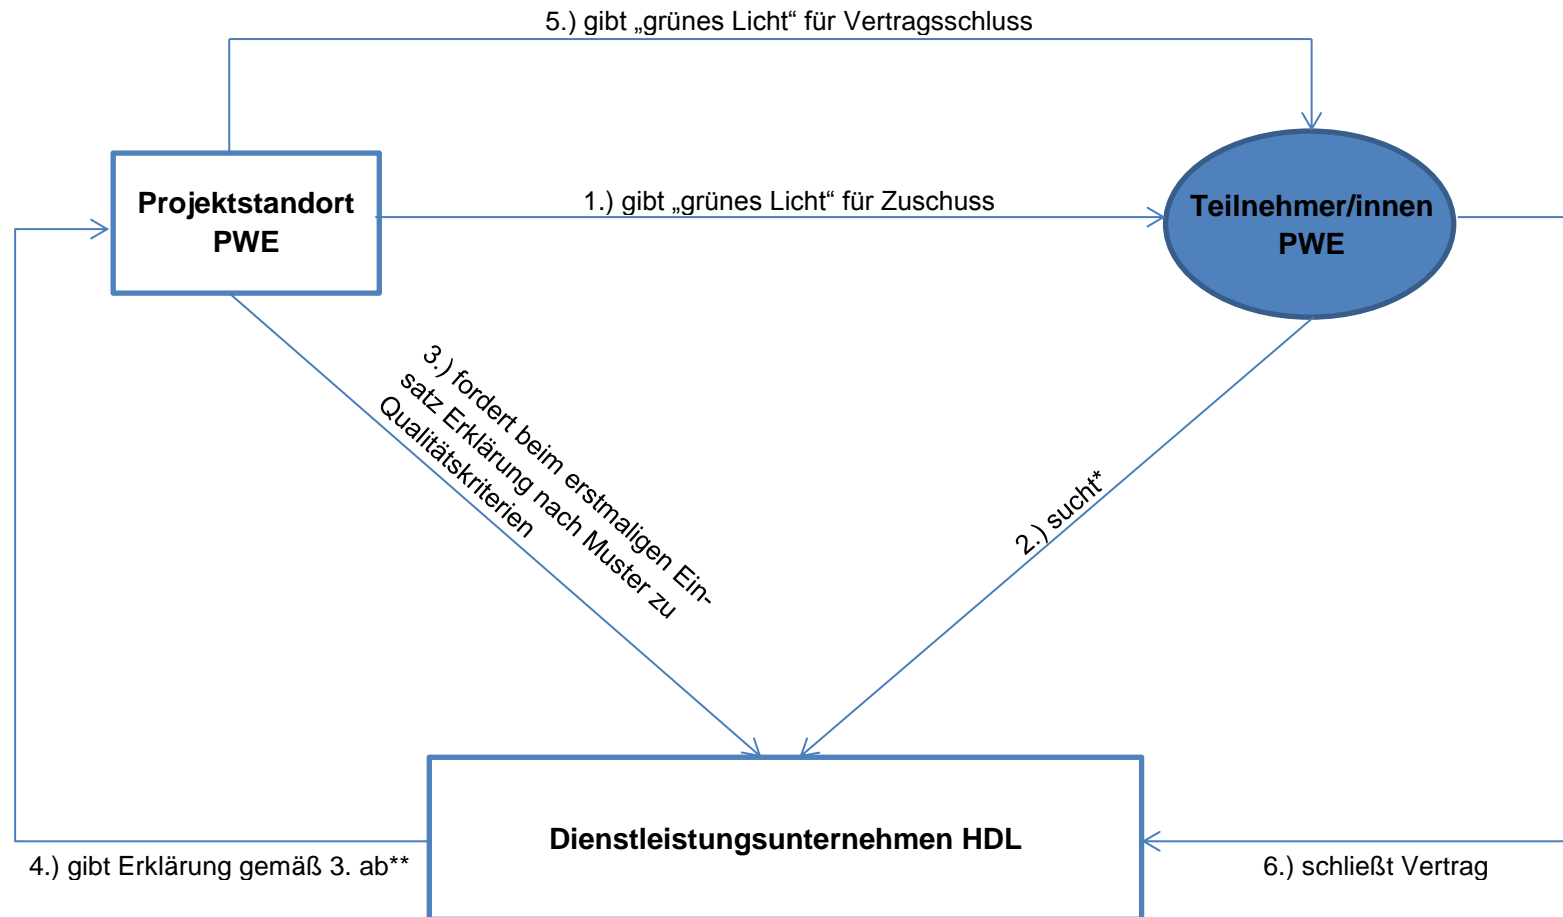 5.) gibt „grünes Licht“ für Vertragsschluss
Projektstandort
PWE
1.) gibt „grünes Licht“ für Zuschuss
Teilnehmer/innen
PWE
3.) fordert beim erstmaligen Ein-
satz Erklärung nach Muster zu
Qualitätskriterien
2.) sucht*
Dienstleistungsunternehmen HDL
4.) gibt Erklärung gemäß 3. ab**
6.) schließt Vertrag